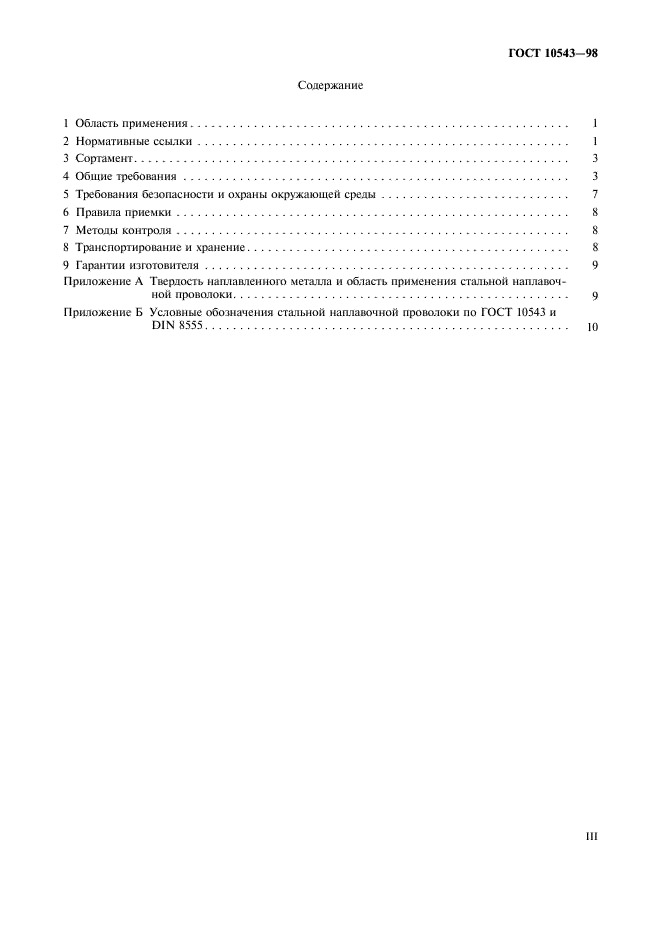 ГОСТ 10543—98
Содержание
1 Область применения . . . . . . . . . . . . . . . . . . . . . . . . . . . . . . . . . . . . . . . . . . . . . . . . . . . . . 1
2 Нормативные ссылки . . . . . . . . . . . . . . . . . . . . . . . . . . . . . . . . . . . . . . . . . . . . . . . . . . . . 1
3 Сортамент. . . . . . . . . . . . . . . . . . . . . . . . . . . . . . . . . . . . . . . . . . . . . . . . . . . . . . . . . . . . . 3
4 Общие требования . . . . . . . . . . . . . . . . . . . . . . . . . . . . . . . . . . . . . . . . . . . . . . . . . . . . . . 3
5 Требования безопасности и охраны окружающей среды . . . . . . . . . . . . . . . . . . . . . . . . . . . 7
6 Правила приемки . . . . . . . . . . . . . . . . . . . . . . . . . . . . . . . . . . . . . . . . . . . . . . . . . . . . . . . 8
7 Методы контроля . . . . . . . . . . . . . . . . . . . . . . . . . . . . . . . . . . . . . . . . . . . . . . . . . . . . . . . 8
8 Транспортирование и хранение . . . . . . . . . . . . . . . . . . . . . . . . . . . . . . . . . . . . . . . . . . . . . 8
9 Гарантии изготовителя . . . . . . . . . . . . . . . . . . . . . . . . . . . . . . . . . . . . . . . . . . . . . . . . . . . 9
Приложение А Твердость наплавленного металла и область применения стальной наплавоч-
ной проволоки. . . . . . . . . . . . . . . . . . . . . . . . . . . . . . . . . . . . . . . . . . . . . . . 9
Приложение Б Условные обозначения стальной наплавочной проволоки по ГОСТ 10543 и
DIN 8555. . . . . . . . . . . . . . . . . . . . . . . . . . . . . . . . . . . . . . . . . . . . . . . . . . . 10
III